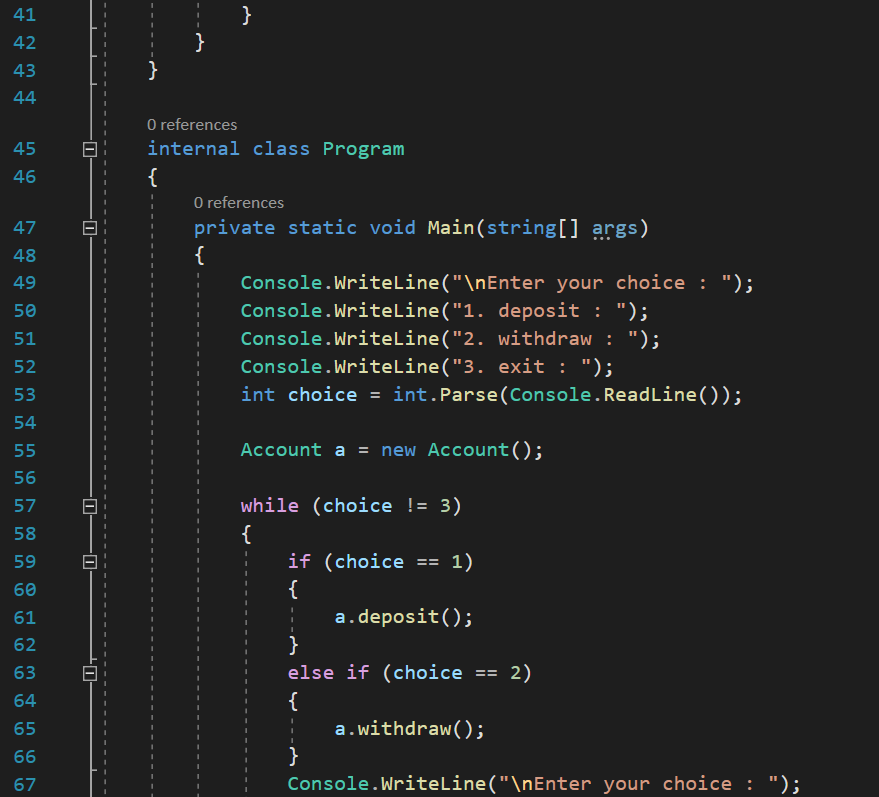 41 }
42 }
43 }
44
0 references
45 internal class Program
46 {
0 references
47 private static void Main(string[] args)
48 {
49 Console.WriteLine("\nEnter your choice : ");
50 Console.WriteLine("1. deposit : ");
51 Console.WriteLine("2. withdraw : ");
52 Console.WriteLine("3. exit : ");
53 int choice = int.Parse(Console.ReadLine());
54
55 Account a = new Account();
56
57 while (choice != 3)
58 {
59 if (choice == 1)
60 {
61 a.deposit();
62 }
63 else if (choice == 2)
64 {
65 a.withdraw();
66 }
67 Console.WriteLine("\nEnter your choice : ");